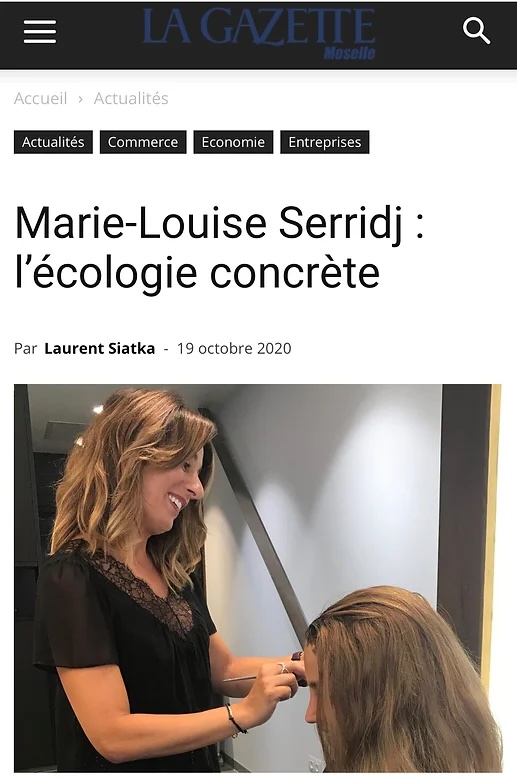 LA GAZETTE
Moselle
Accueil › Actualités
Actualités Commerce Economie Entreprises
Marie-Louise Serridj :
l’écologie concrète
Par Laurent Siatka - 19 octobre 2020